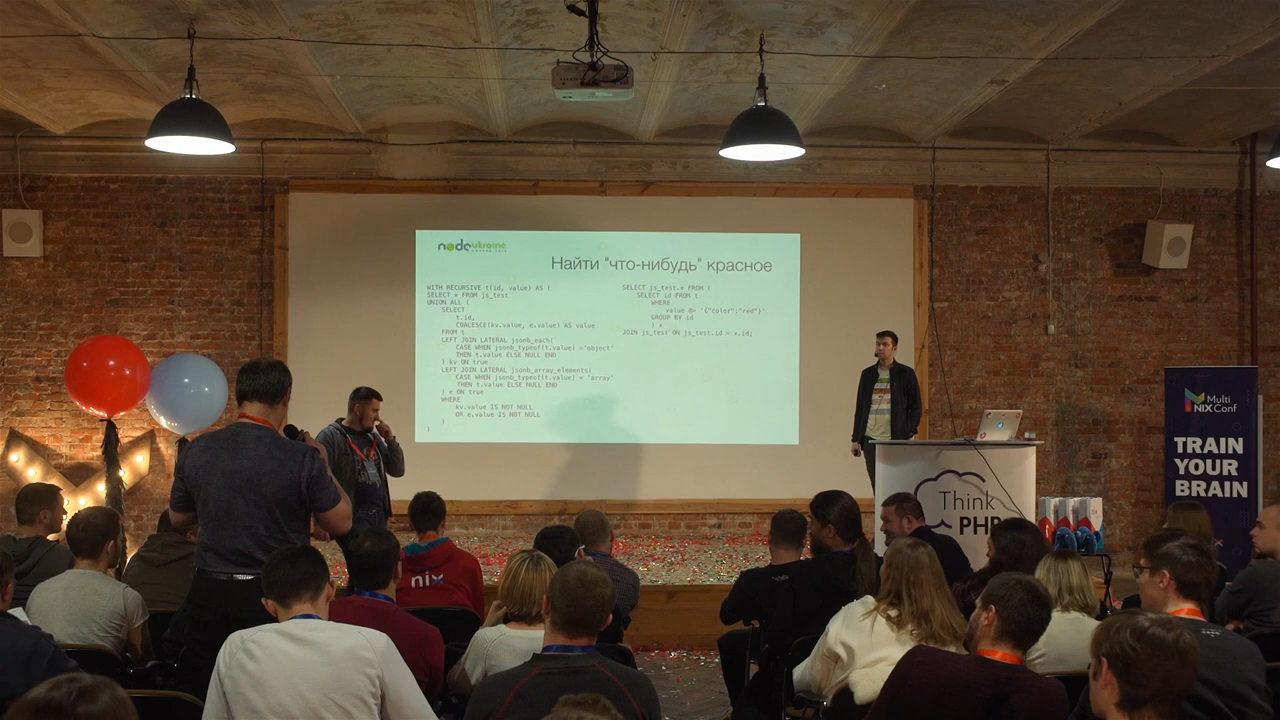 node ukraine
Найти "что-нибудь" красное
WITH RECURSIVE t(id, value) AS (
SELECT * FROM js_test
UNION ALL (
SELECT
t.id,
COALESCE(kv.value, e.value) AS value
FROM t
LEFT JOIN LATERAL jsonb_each(
CASE WHEN jsonb_typeof(t.value) ='object'
THEN t.value ELSE NULL END
) kv ON true
LEFT JOIN LATERAL jsonb_array_elements(
CASE WHEN jsonb_typeof(t.value) = 'array'
THEN t.value ELSE NULL END
) e ON true
WHERE
kv.value IS NOT NULL
OR e.value IS NOT NULL
)
)
SELECT js_test.* FROM (
SELECT id FROM t
WHERE
value @> '{"color":"red"}'
GROUP BY id
) x
JOIN js_test ON js_test.id = x.id;
Multi
NIX Conf
TRAIN
YOUR
BRAIN
Think
PHP
nix